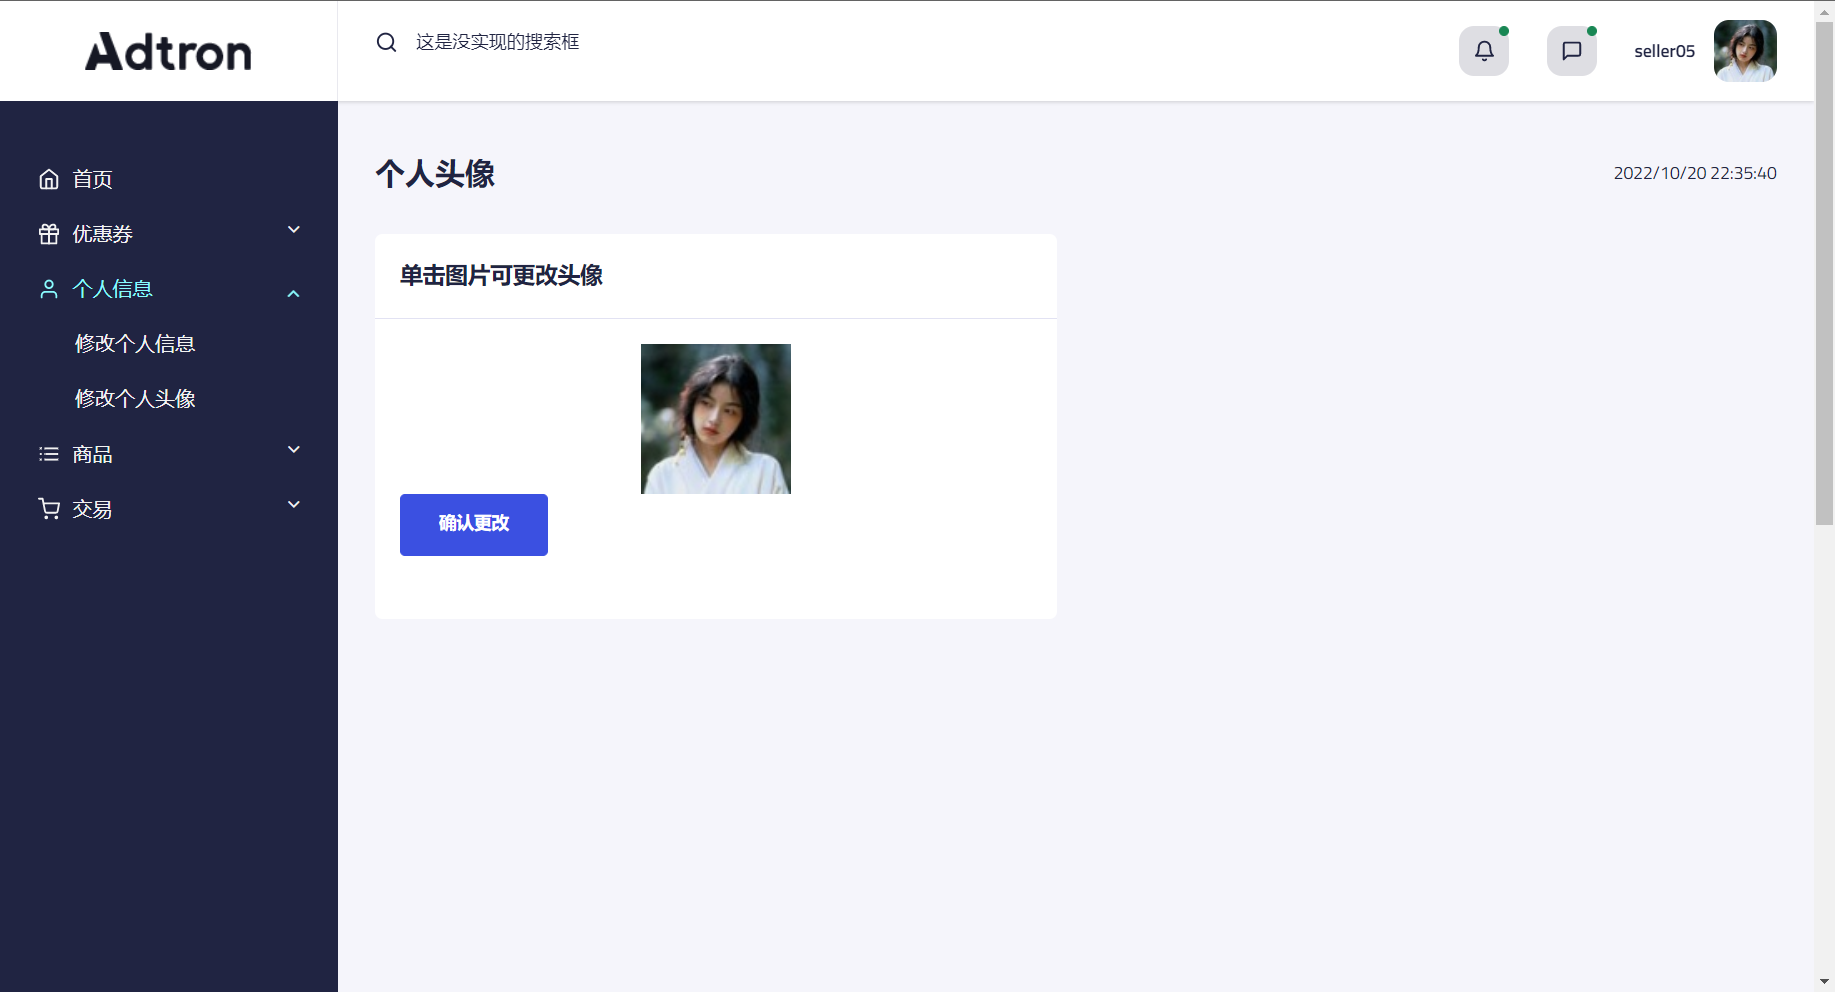 Adtron
这是没实现的搜索框
seller05
首页
优惠券
个人信息
修改个人信息
修改个人头像
商品
交易
个人头像
2022/10/20 22:35:40
单击图片可更改头像
确认更改